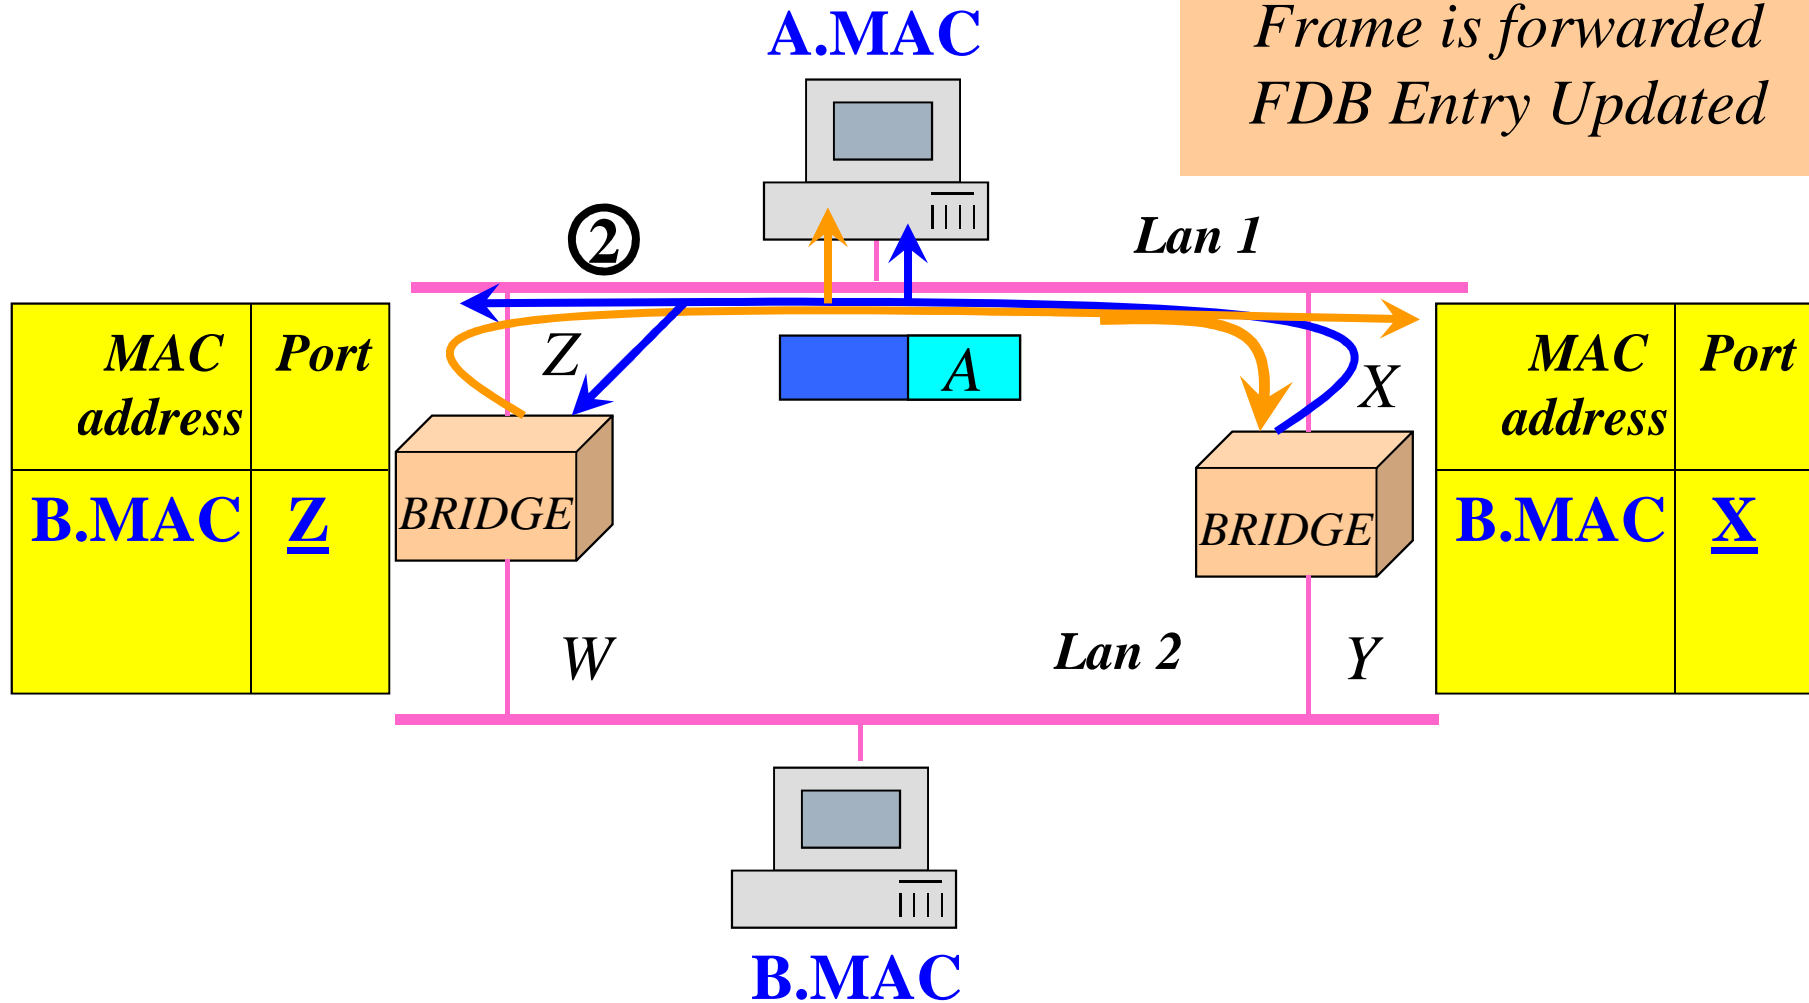 A.MAC
Frame is forwarded
FDB Entry Updated
2
Lan 1
MAC
address
Port
B.MAC
Z
Z
A
X
MAC
address
Port
B.MAC
X
BRIDGE
BRIDGE
W
Lan 2
Y
B.MAC